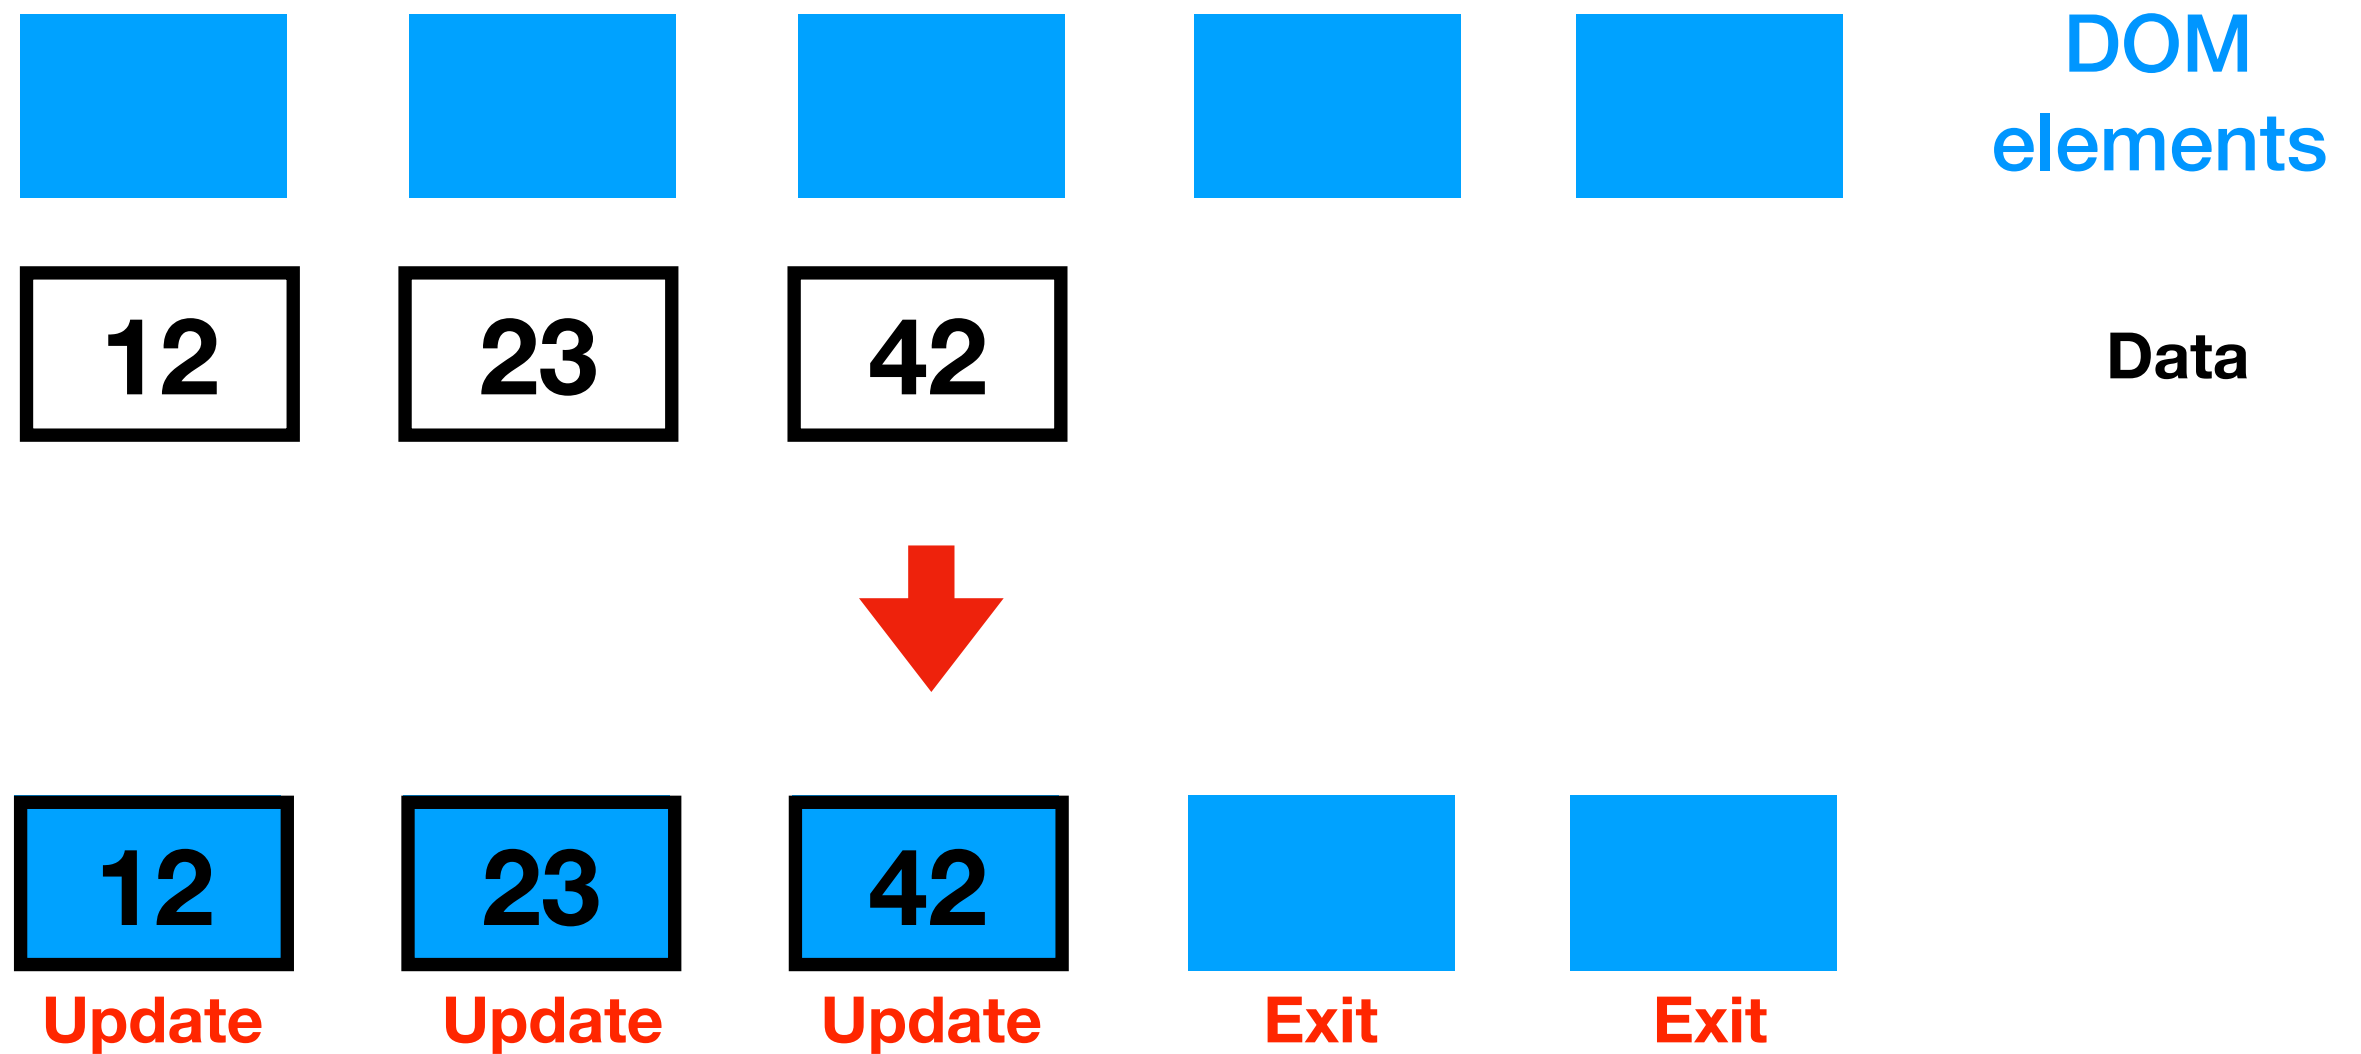 DOM
elements
12 23 42 Data
12 23 42
Update Update Update Exit Exit